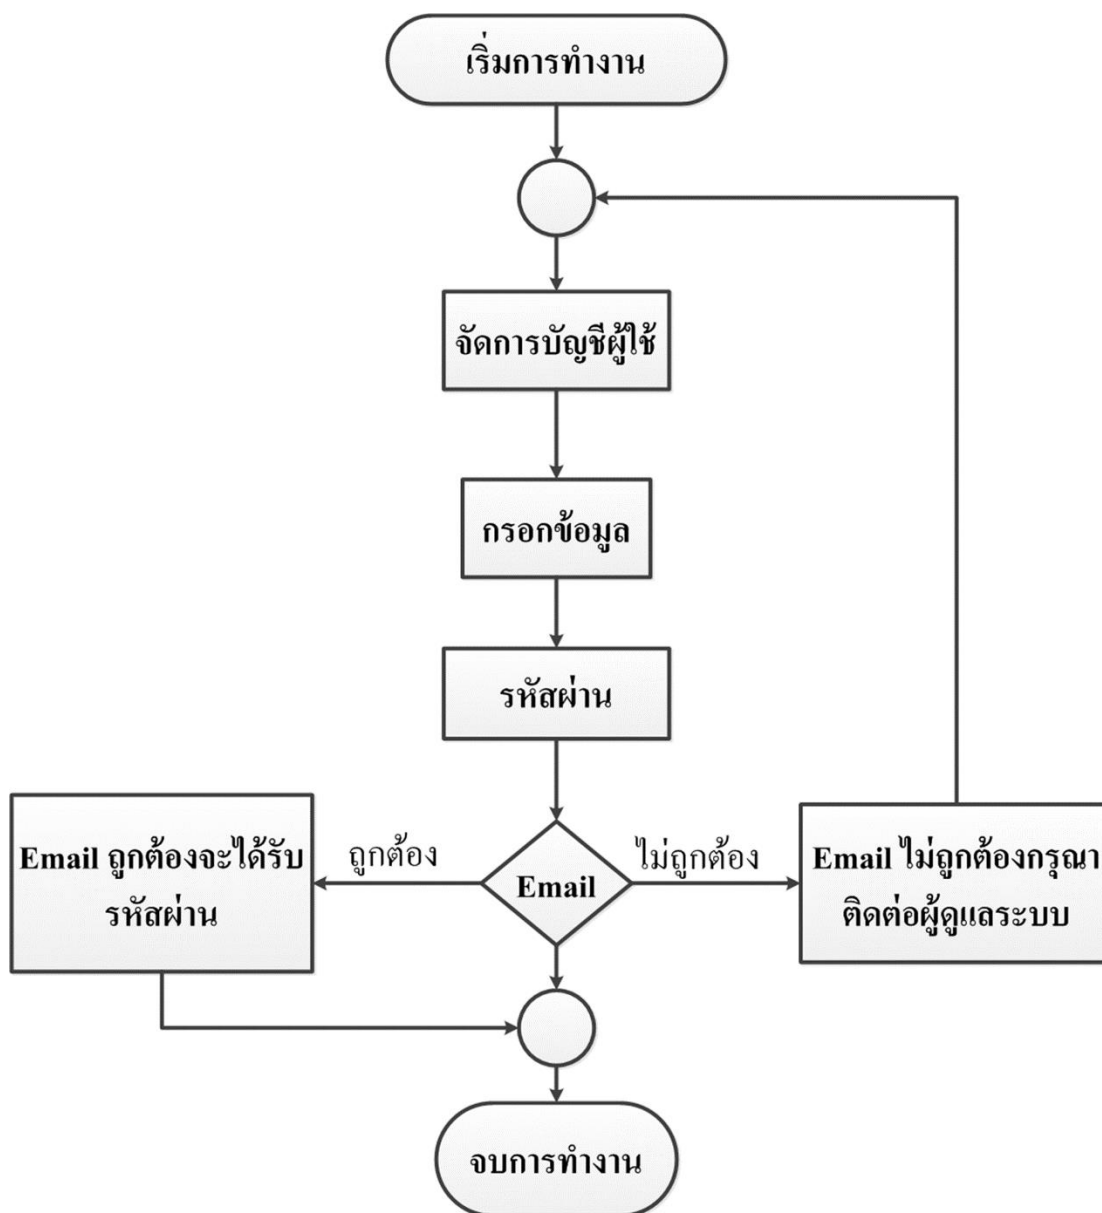 เริ่มการทำงาน
จัดการบัญชีผู้ใช้
กรอกข้อมูล
รหัสผ่าน
Email ถูกต้องจะได้รับ
รหัสผ่าน
ถูกต้อง
Email
ไม่ถูกต้อง
Email ไม่ถูกต้องกรุณา
ติดต่อผู้ดูแลระบบ
จบการทำงาน